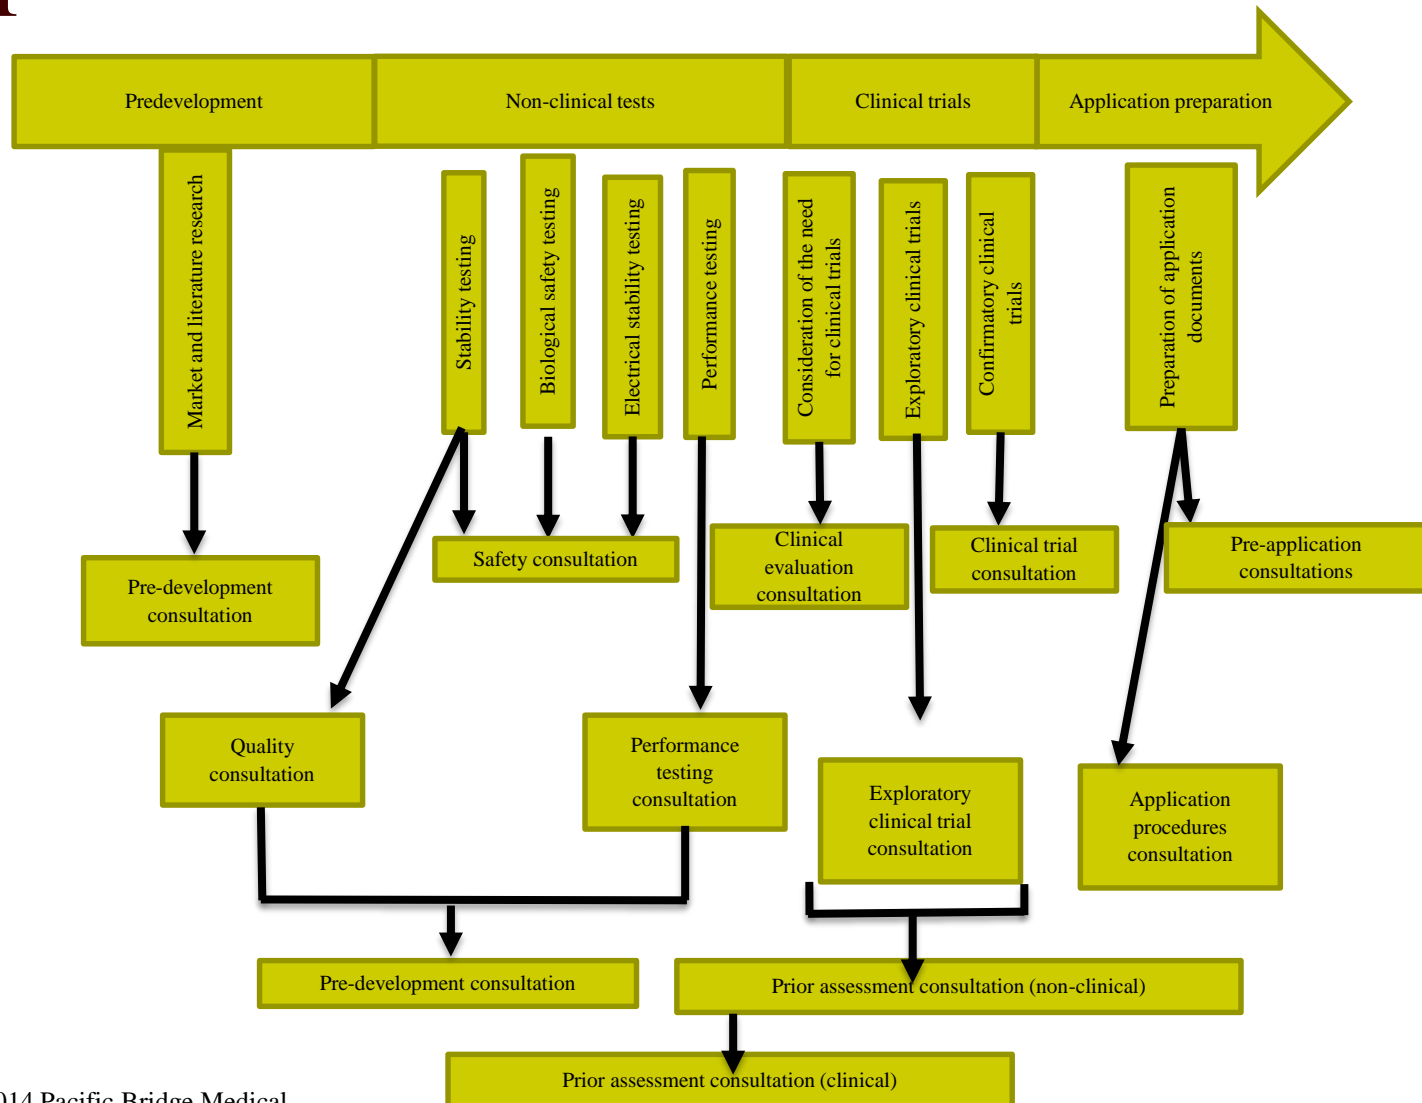 Predevelopment
Non-clinical tests
Clinical trials
Application preparation
Market and literature research
Stability testing
Biological safety testing
Electrical stability testing
Performance testing
Consideration of the need
for clinical trials
Exploratory clinical trials
Confirmatory clinical
trials
Preparation of application
documents
Pre-development
consultation
Safety consultation
Clinical
evaluation
consultation
Clinical trial
consultation
Pre-application
consultations
Quality
consultation
Performance
testing
consultation
Exploratory
clinical trial
consultation
Application
procedures
consultation
Pre-development consultation
Prior assessment consultation (non-clinical)
Prior assessment consultation (clinical)
014 Pacific Bridge Medical